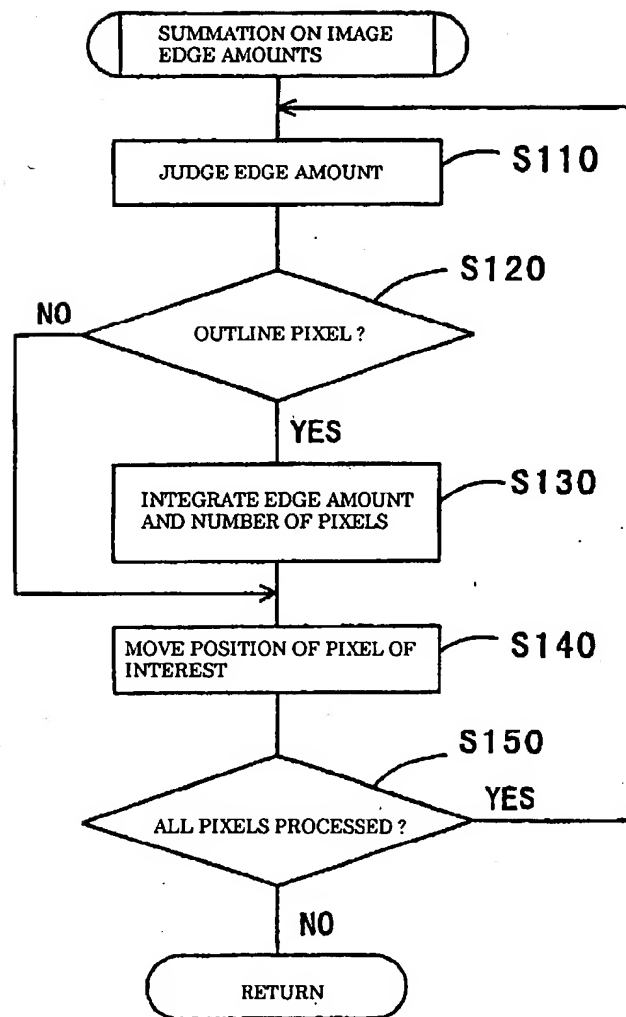 SUMMATION ON IMAGE
EDGE AMOUNTS
JUDGE EDGE AMOUNT
S110
S120
NO
OUTLINE PIXEL ?
YES
S130
INTEGRATE EDGE AMOUNT
AND NUMBER OF PIXELS
MOVE POSITION OF PIXEL OF
INTEREST
S140
S150
YES
ALL PIXELS PROCESSED ?
NO
RETURN